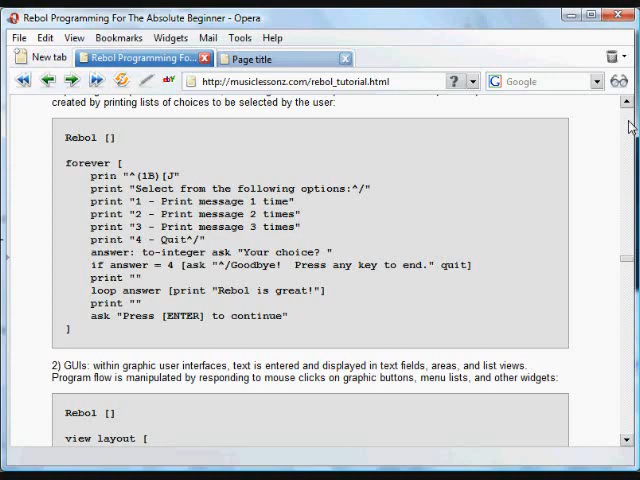 Rebol Programming For The Absolute Beginner - Opera
File Edit View Bookmarks Widgets Mail Tools Help
New tab Rebol Programming Fo... Page title
http://musiclessonz.com/rebol_tutorial.html ? Google
created by printing lists of choices to be selected by the user:
Rebol []
forever [
prin "^(1B)[J"
print "Select from the following options:^/"
print "1 - Print message 1 time"
print "2 - Print message 2 times"
print "3 - Print message 3 times"
print "4 - Quit^/"
answer: to-integer ask "Your choice? "
if answer = 4 [ask "^/Goodbye!  Press any key to end." quit]
print ""
loop answer [print "Rebol is great!"]
print ""
ask "Press [ENTER] to continue"
]
2) GUIs: within graphic user interfaces, text is entered and displayed in text fields, areas, and list views.
Program flow is manipulated by responding to mouse clicks on graphic buttons, menu lists, and other widgets:
Rebol []
view layout [